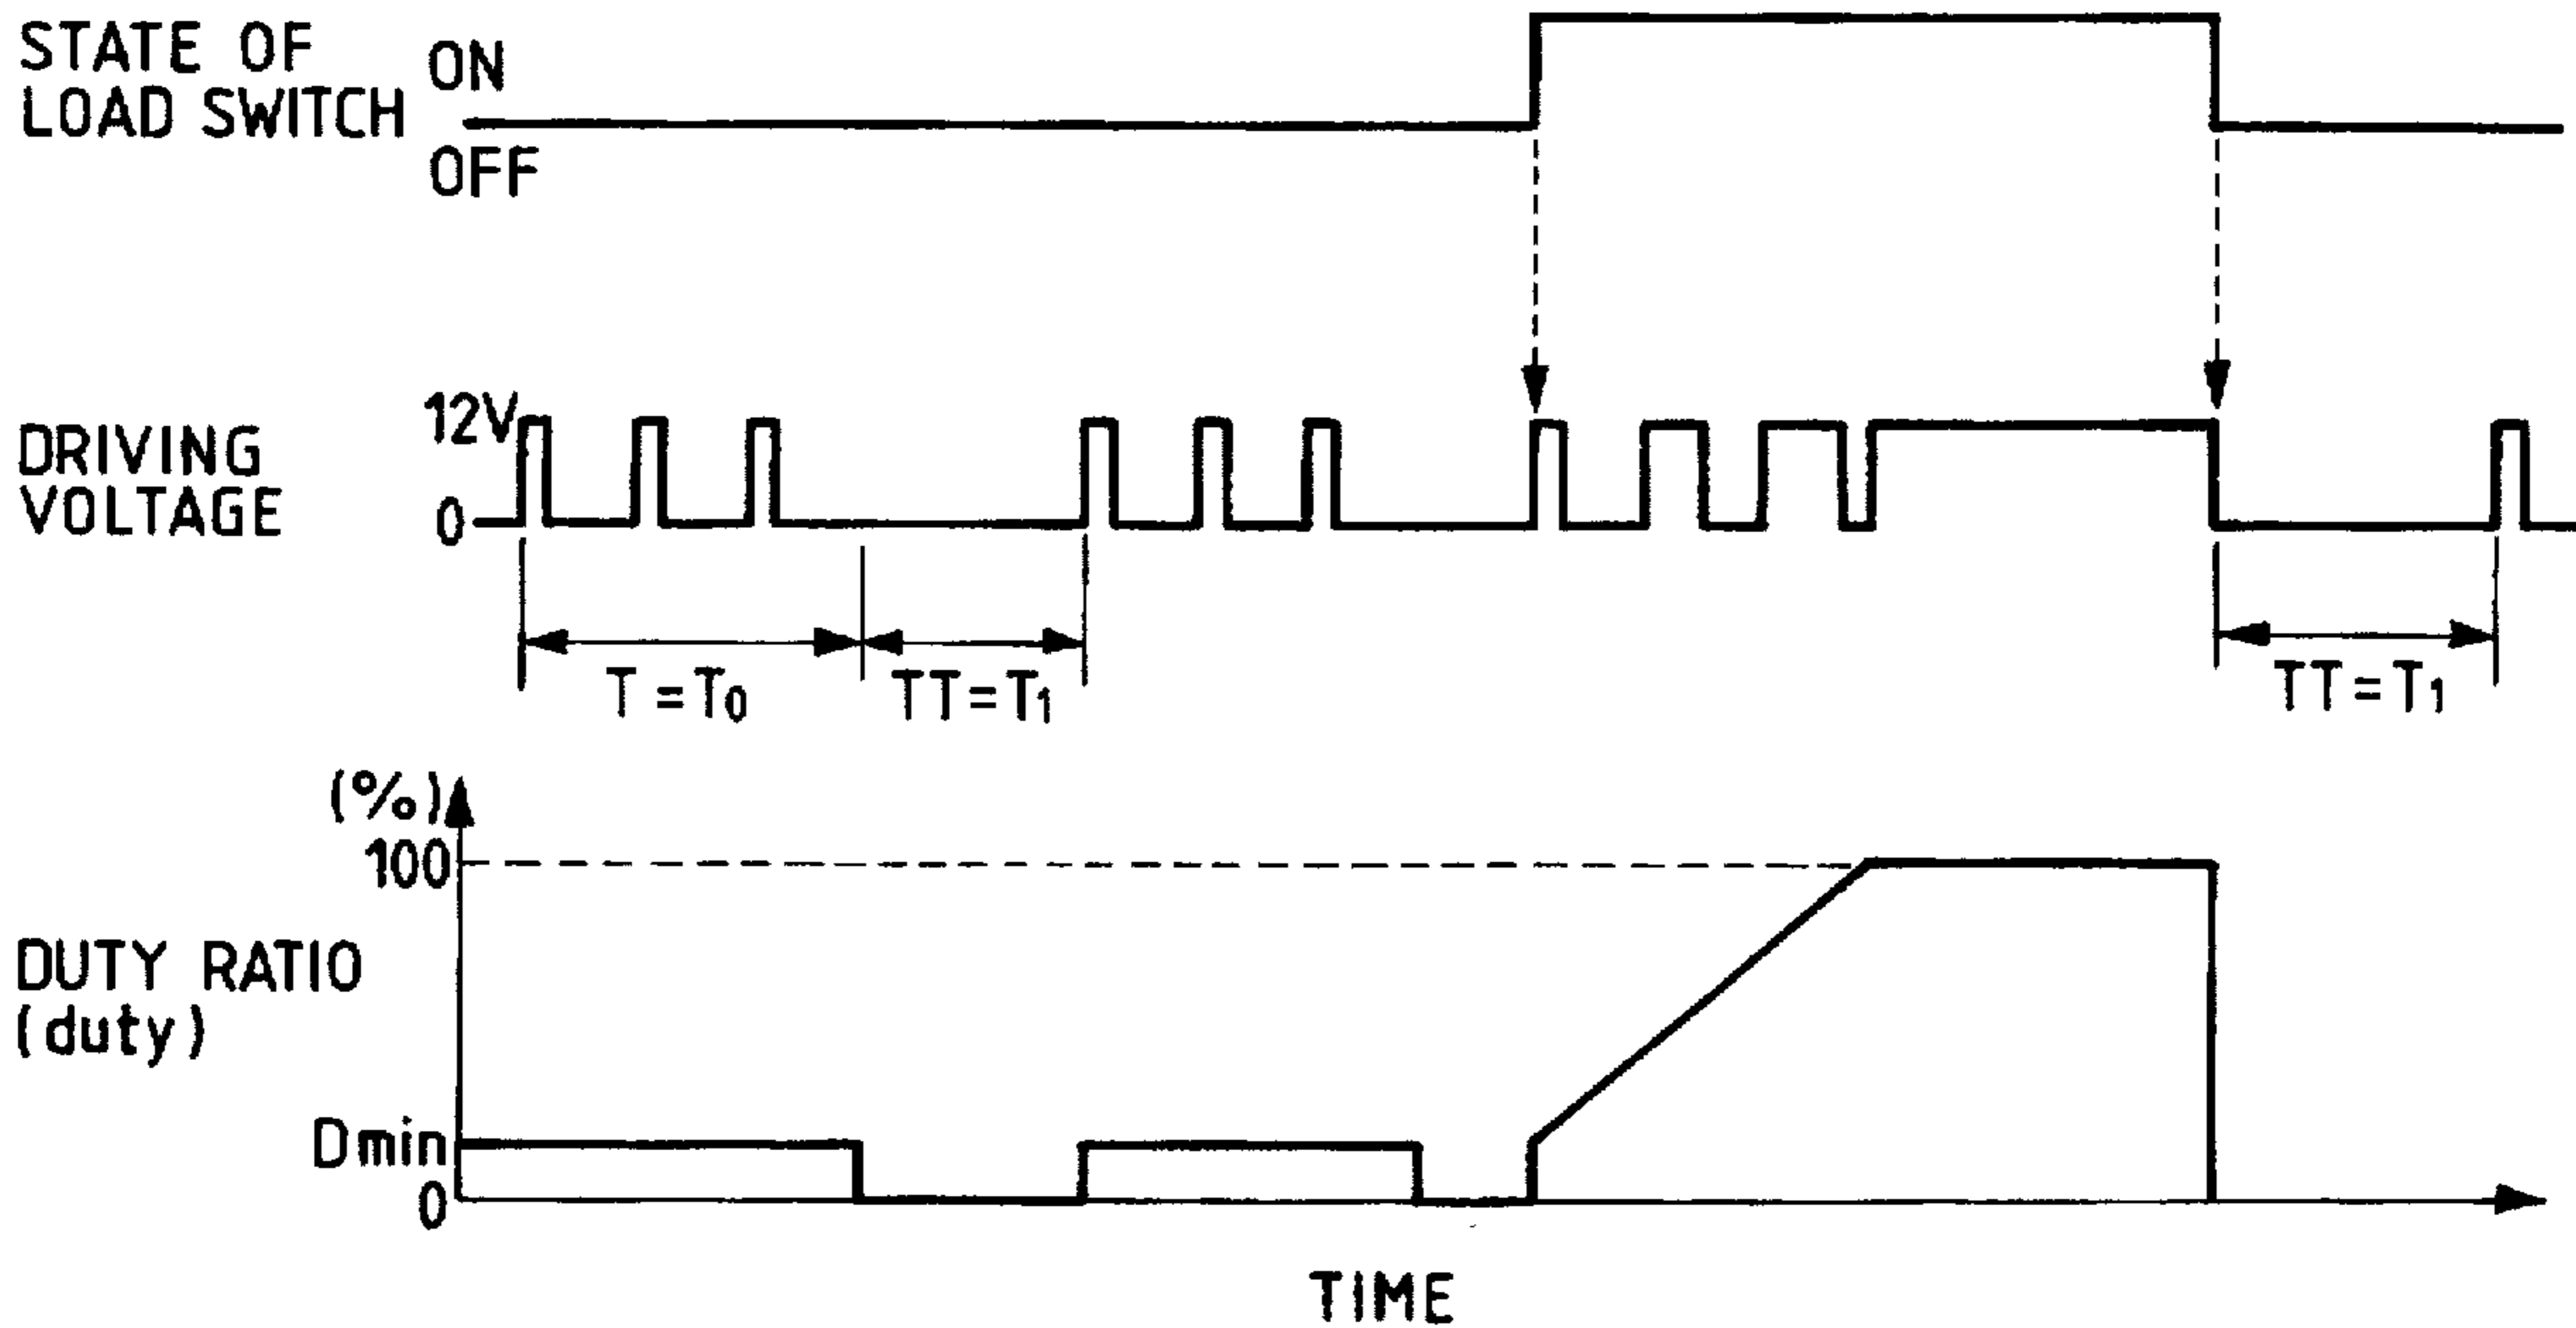 STATE OF
LOAD SWITCH
ON
OFF
DRIVING
VOLTAGE
12V
0
T = T0
TT = T1
TT = T1
(%)
100
DUTY RATIO
(duty)
Dmin
0
TIME